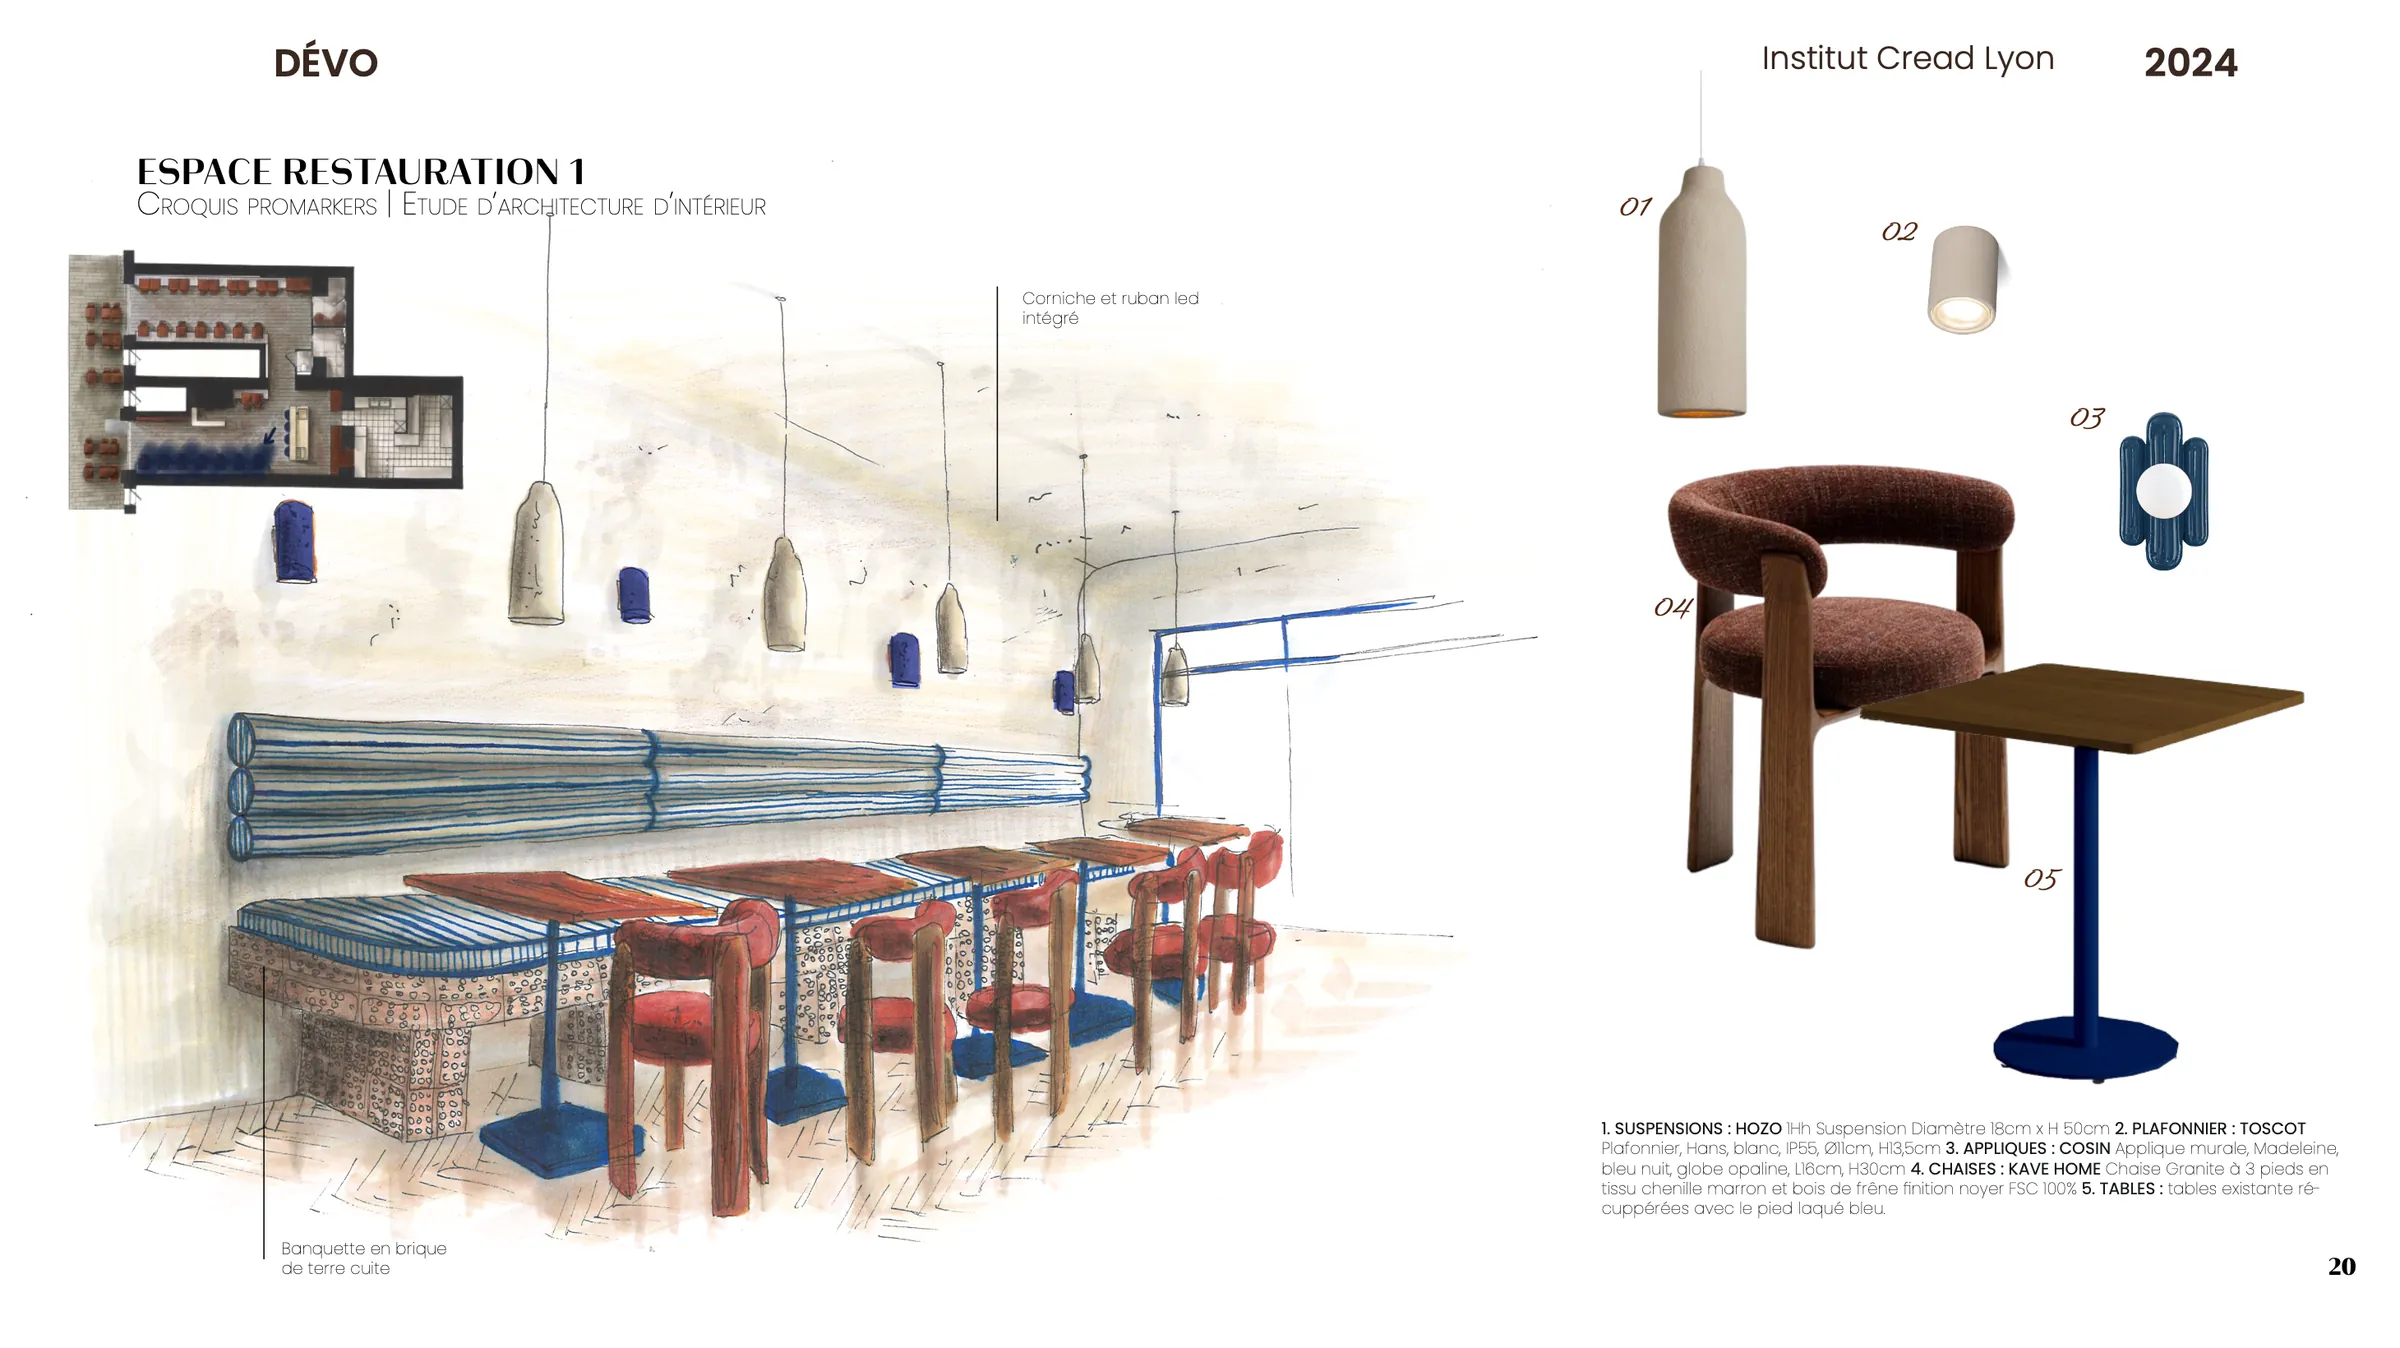 DÉVO
Institut Cread Lyon
2024
ESPACE RESTAURATION 1
Croquis promarkers | Etude d'architecture d'intérieur
Corniche et ruban led
intégré
Banquette en brique
de terre cuite
01
02
03
04
05
1. SUSPENSIONS : HOZO 1Hh Suspension Diamètre 18cm x H 50cm 2. PLAFONNIER : TOSCOT
Plafonnier, Hans, blanc, IP55, Ø11cm, H13,5cm 3. APPLIQUES : COSIN Applique murale, Madeleine,
bleu nuit, globe opaline, L16cm, H30cm 4. CHAISES : KAVE HOME Chaise Granite à 3 pieds en
tissu chenille marron et bois de frêne finition noyer FSC 100% 5. TABLES : tables existante ré-
cuppérées avec le pied laqué bleu.
20